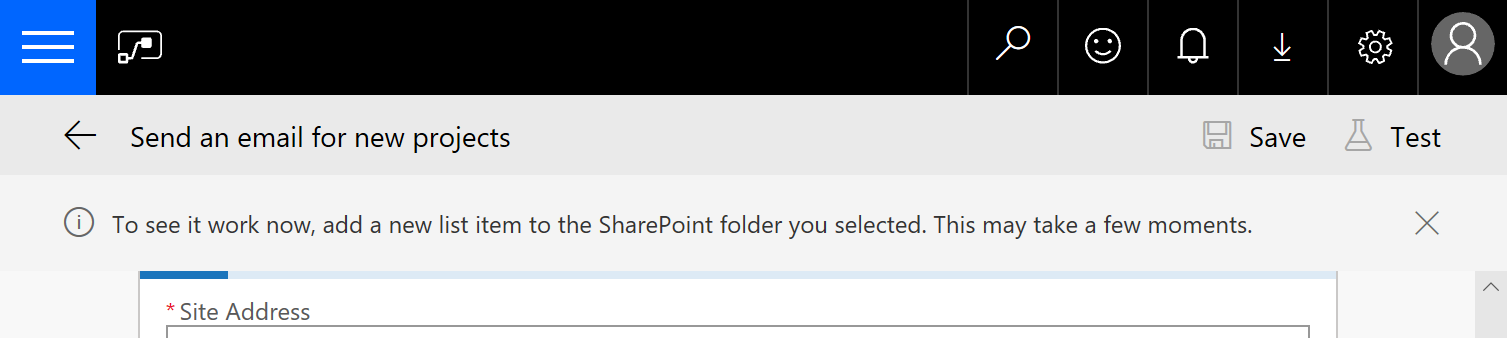 Send an email for new projects
Save
Test
To see it work now, add a new list item to the SharePoint folder you selected. This may take a few moments.
* Site Address